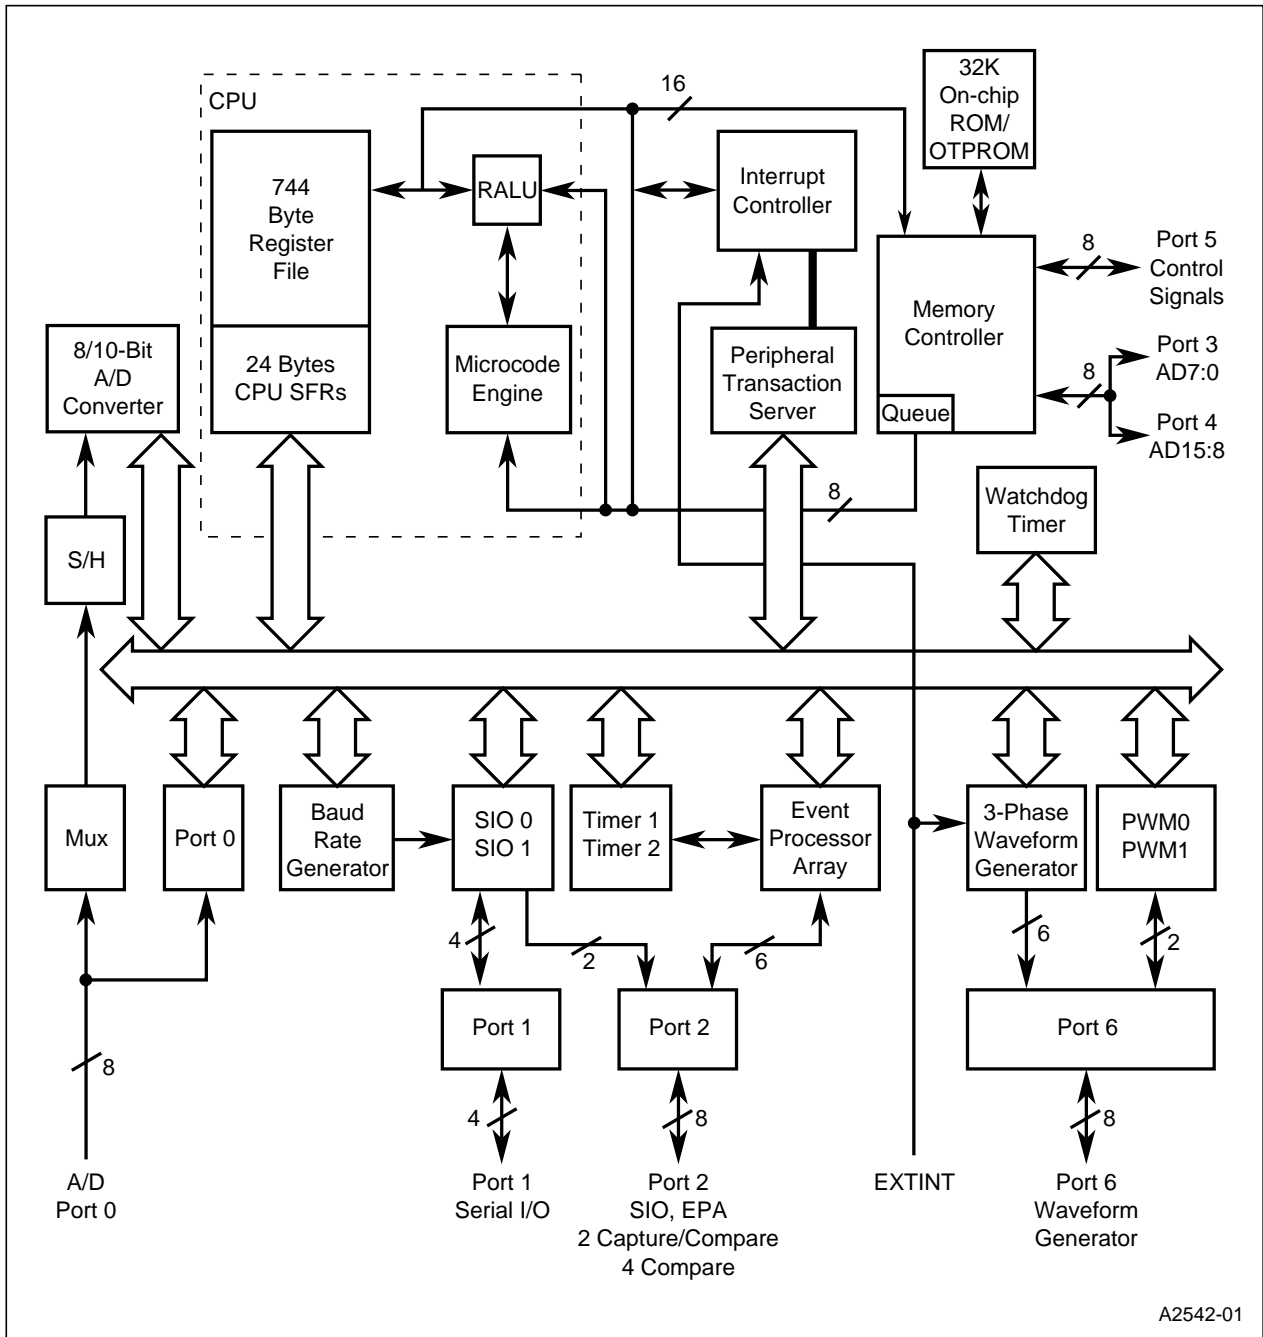 CPU
16
32K
On-chip
ROM/
OTPROM
744
Byte
Register
File
RALU
Interrupt
Controller
8
Port 5
Control
Signals
Memory
Controller
8/10-Bit
A/D
Converter
24 Bytes
CPU SFRs
Microcode
Engine
Peripheral
Transaction
Server
Queue
8
Port 3
AD7:0
Port 4
AD15:8
8
Watchdog
Timer
S/H
Mux
Port 0
Baud
Rate
Generator
SIO 0
SIO 1
Timer 1
Timer 2
Event
Processor
Array
3-Phase
Waveform
Generator
PWM0
PWM1
4
2
6
6
2
Port 1
Port 2
Port 6
8
4
8
8
A/D
Port 0
Port 1
Serial I/O
Port 2
SIO, EPA
2 Capture/Compare
4 Compare
EXTINT
Port 6
Waveform
Generator
A2542-01